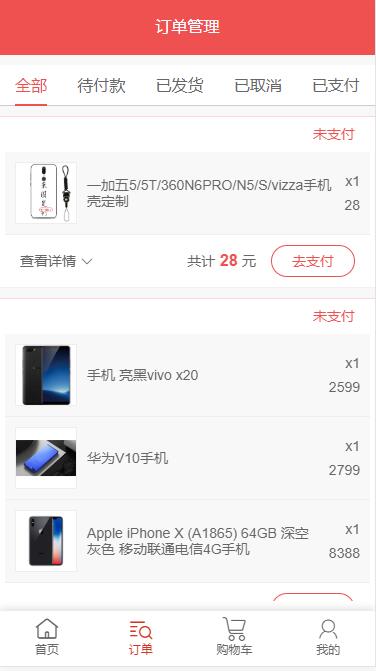 订单管理
全部 待付款 已发货 已取消 已支付
未支付
一加五5/5T/360N6PRO/N5/S/vizza手机
壳定制
x1
28
查看详情 共计 28 元 去支付
未支付
手机 亮黑vivo x20
x1
2599
华为V10手机
x1
2799
Apple iPhone X (A1865) 64GB 深空
灰色 移动联通电信4G手机
x1
8388
首页 订单 购物车 我的